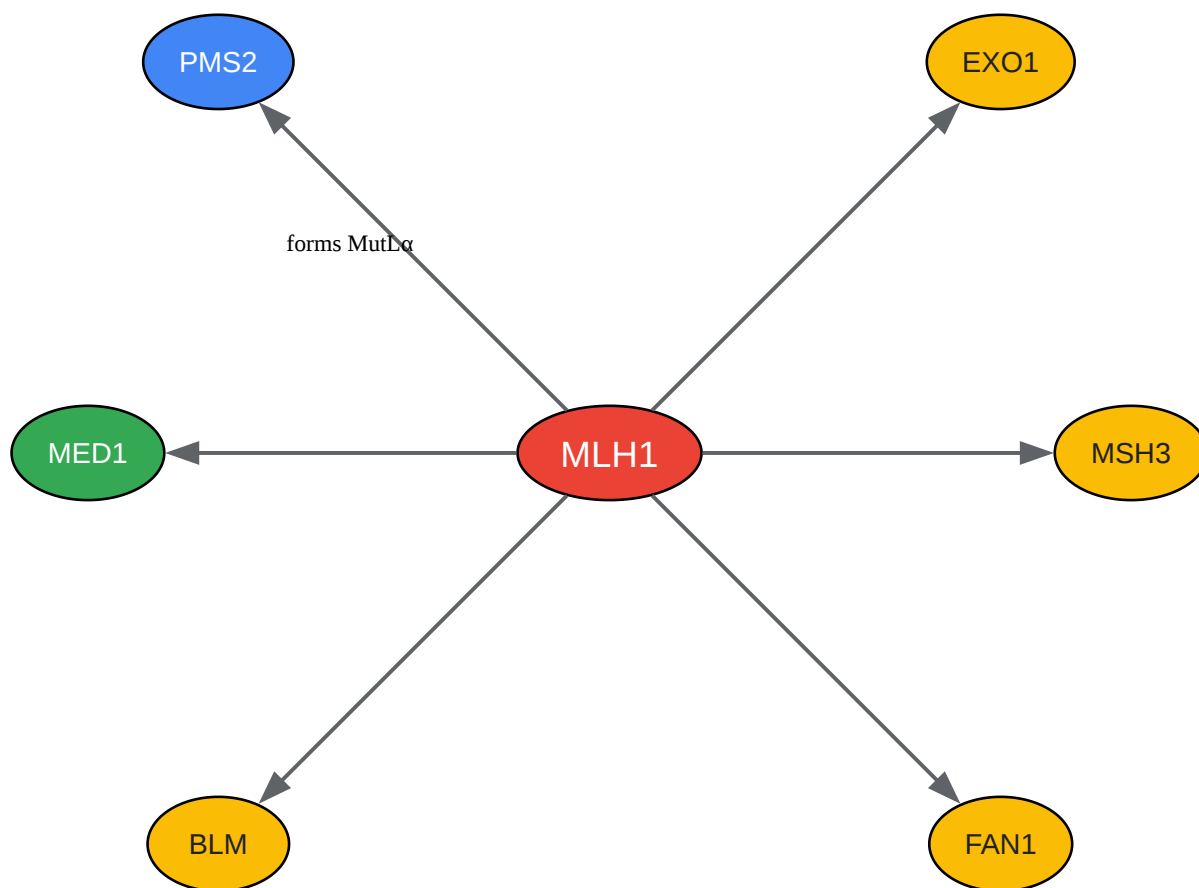 PMS2
EXO1
forms MutLα
MED1
MLH1
MSH3
BLM
FAN1